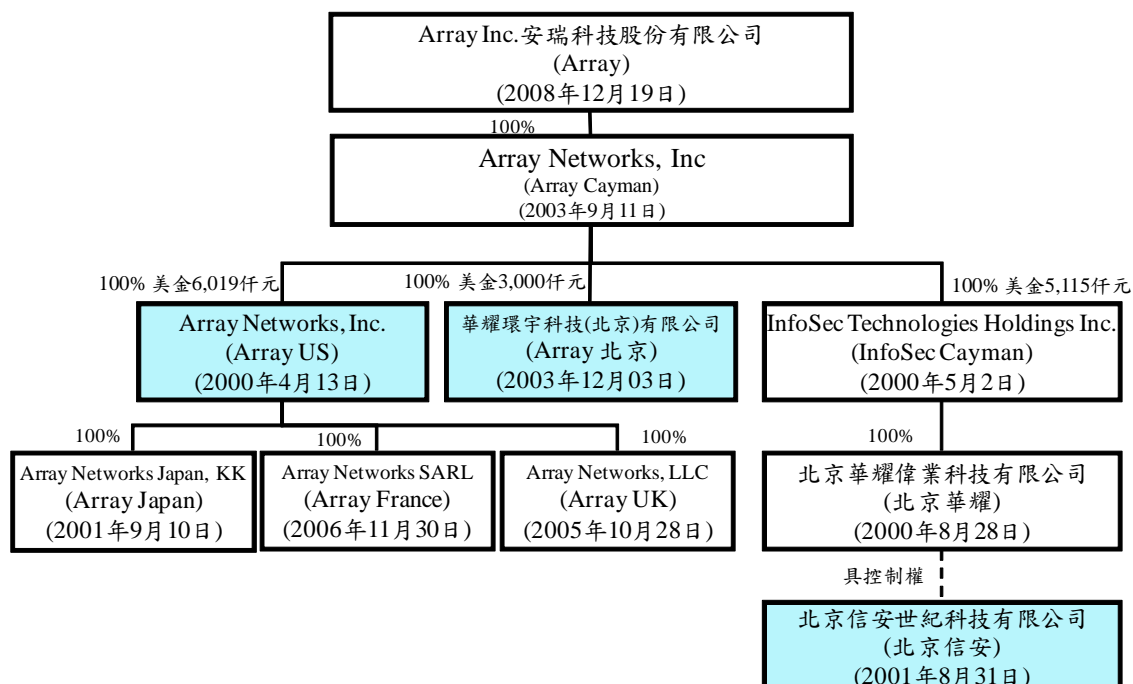 Array Inc.安瑞科技股份有限公司
(Array)
(2008年12月19日)
100%
Array Networks, Inc
(Array Cayman)
(2003年9月11日)
100% 美金6,019仟元
100% 美金3,000仟元
100% 美金5,115仟元
Array Networks, Inc.
(Array US)
(2000年4月13日)
華耀環宇科技(北京)有限公司
(Array 北京)
(2003年12月03日)
InfoSec Technologies Holdings Inc.
(InfoSec Cayman)
(2000年5月2日)
100%
100%
100%
100%
Array Networks Japan, KK
(Array Japan)
(2001年9月10日)
Array Networks SARL
(Array France)
(2006年11月30日)
Array Networks, LLC
(Array UK)
(2005年10月28日)
北京華耀偉業科技有限公司
(北京華耀)
(2000年8月28日)
具控制權
北京信安世紀科技有限公司
(北京信安)
(2001年8月31日)